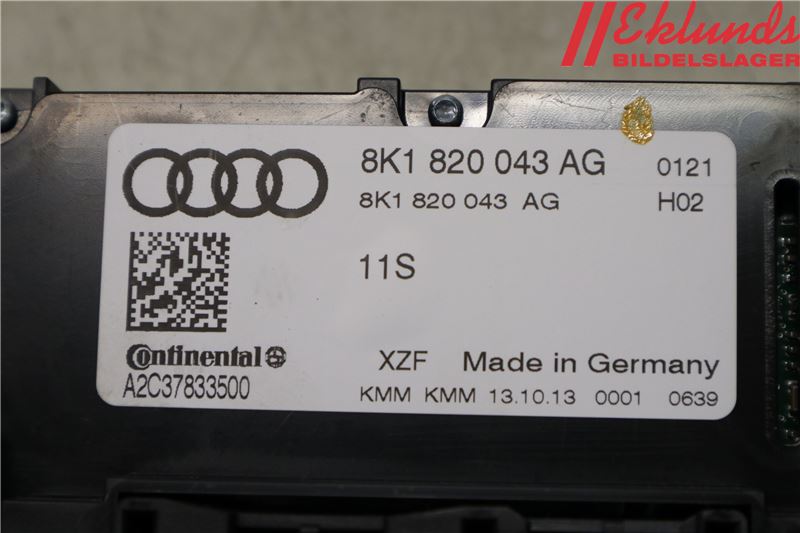 Eklunds
BILDELSLAGER
8K1 820 043 AG 0121
8K1 820 043 AG H02
11S
Continental XZF Made in Germany
A2C37833500 KMM KMM 13.10.13 0001 0639